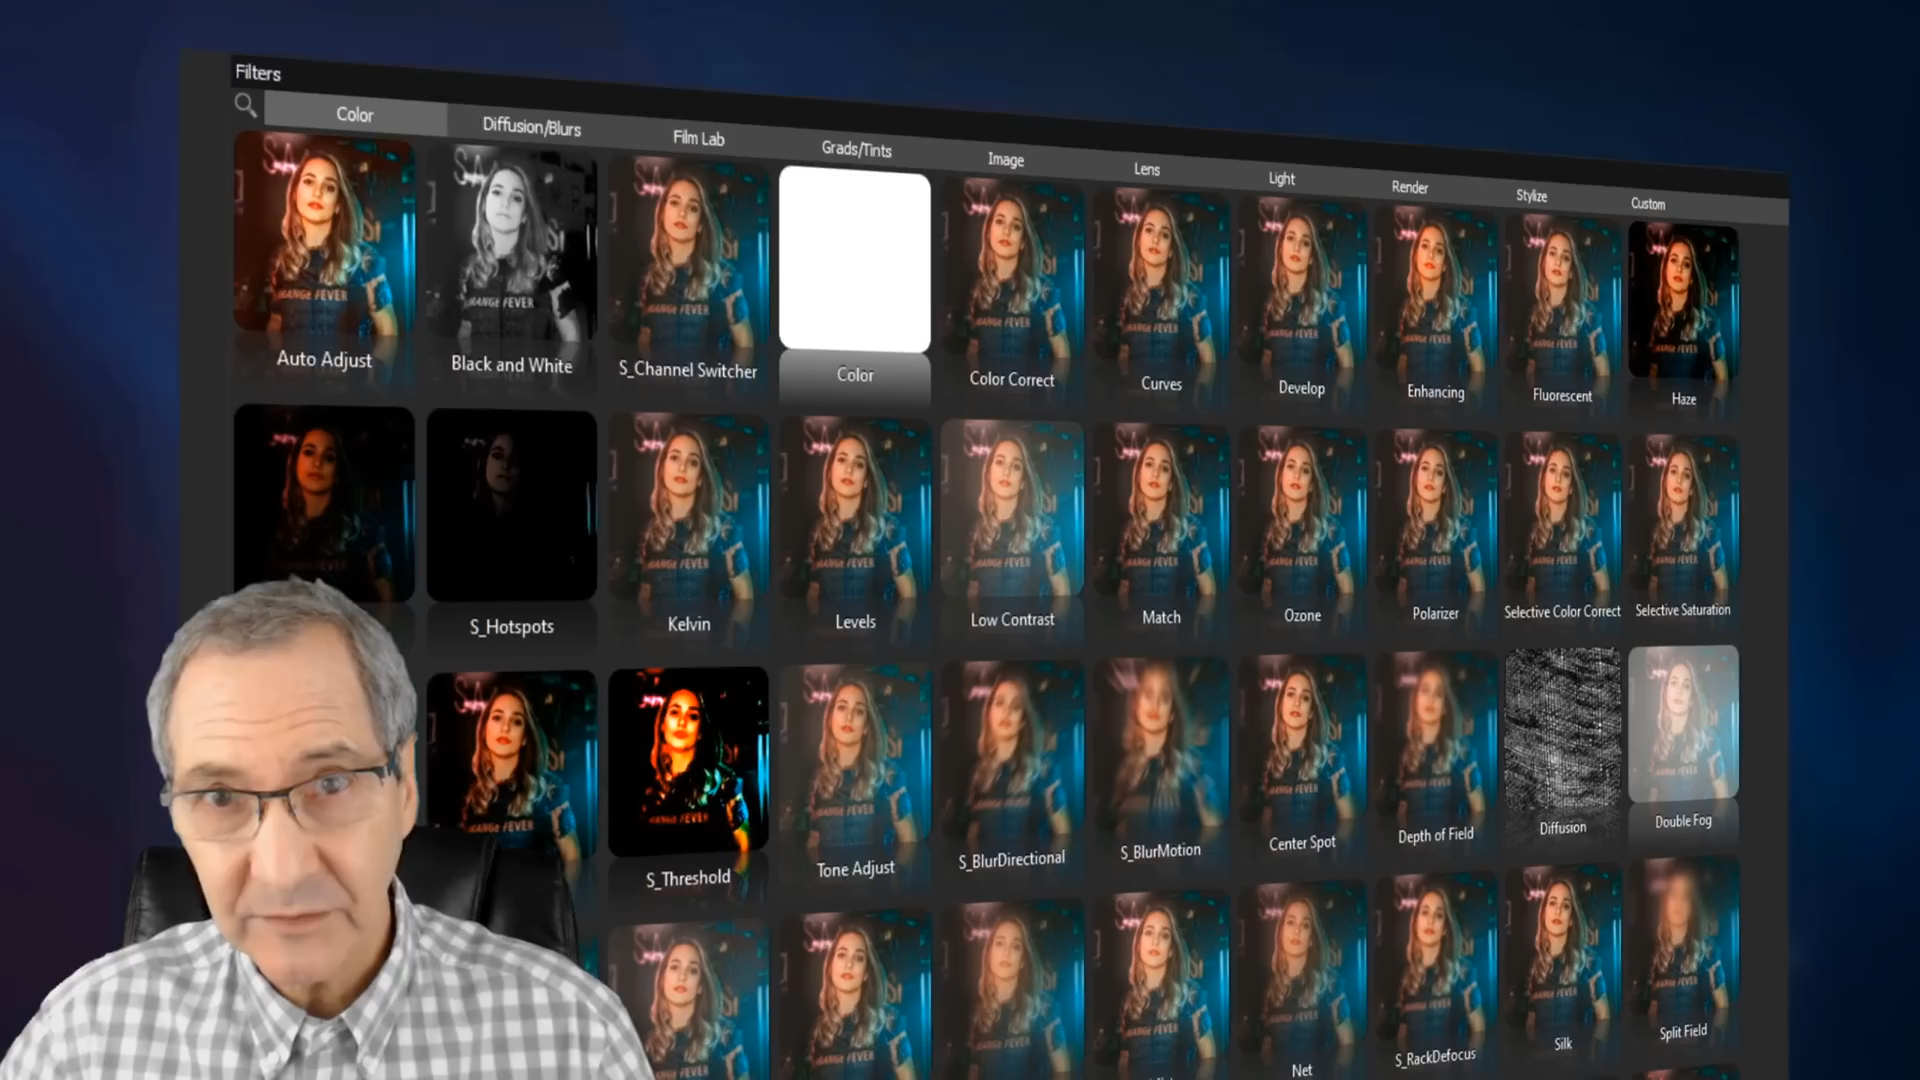 Filters
Color
Diffusion/Blurs
Film Lab
Grads/Tints
Image
Lens
Light
Render
Stylize
Custom
Auto Adjust
Black and White
S_Channel Switcher
Color
Color Correct
Curves
Develop
Enhancing
Fluorescent
Haze
S_Hotspots
Kelvin
Levels
Low Contrast
Match
Ozone
Polarizer
Selective Color Correct
Selective Saturation
S_Threshold
Tone Adjust
S_BlurDirectional
S_BlurMotion
Center Spot
Depth of Field
Diffusion
Double Fog
Net
S_RackDefocus
Silk
Split Field